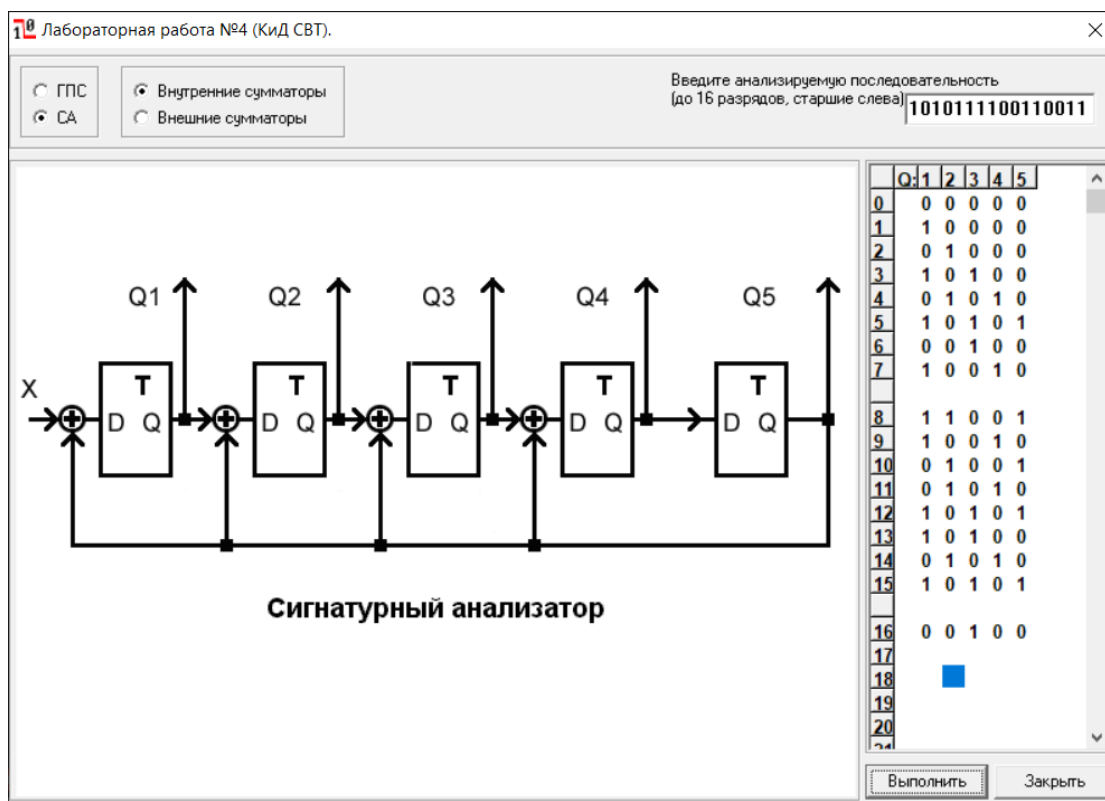 Лабораторная работа №4 (КиД СВТ).
ГПС
СА
Внутренние сумматоры
Внешние сумматоры
Введите анализируемую последовательность
(до 16 разрядов, старшие слева)
1010111100110011
Q1 Q2 Q3 Q4 Q5
X
T T T T T
D Q D Q D Q D Q D Q
Сигнатурный анализатор
Q: 1 2 3 4 5
0 0 0 0 0 0
1 1 0 0 0 0
2 0 1 0 0 0
3 1 0 1 0 0
4 0 1 0 1 0
5 1 0 1 0 1
6 0 0 1 0 0
7 1 0 0 1 0
8 1 1 0 0 1
9 1 0 0 1 0
10 0 1 0 0 1
11 0 1 0 1 0
12 1 0 1 0 1
13 1 0 1 0 0
14 0 1 0 1 0
15 1 0 1 0 1
16 0 0 1 0 0
17
18
19
20
Выполнить
Закрыть